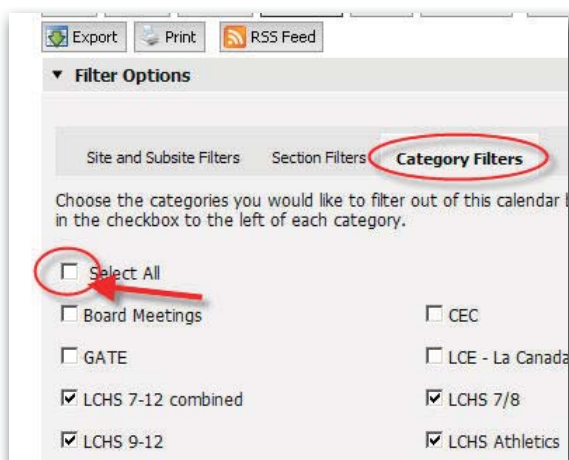 Export Print RSS Feed
▼ Filter Options
Site and Subsite Filters Section Filters Category Filters
Choose the categories you would like to filter out of this calendar
in the checkbox to the left of each category.
Select All
Board Meetings CEC
GATE LCE - La Canada
LCHS 7-12 combined LCHS 7/8
LCHS 9-12 LCHS Athletics